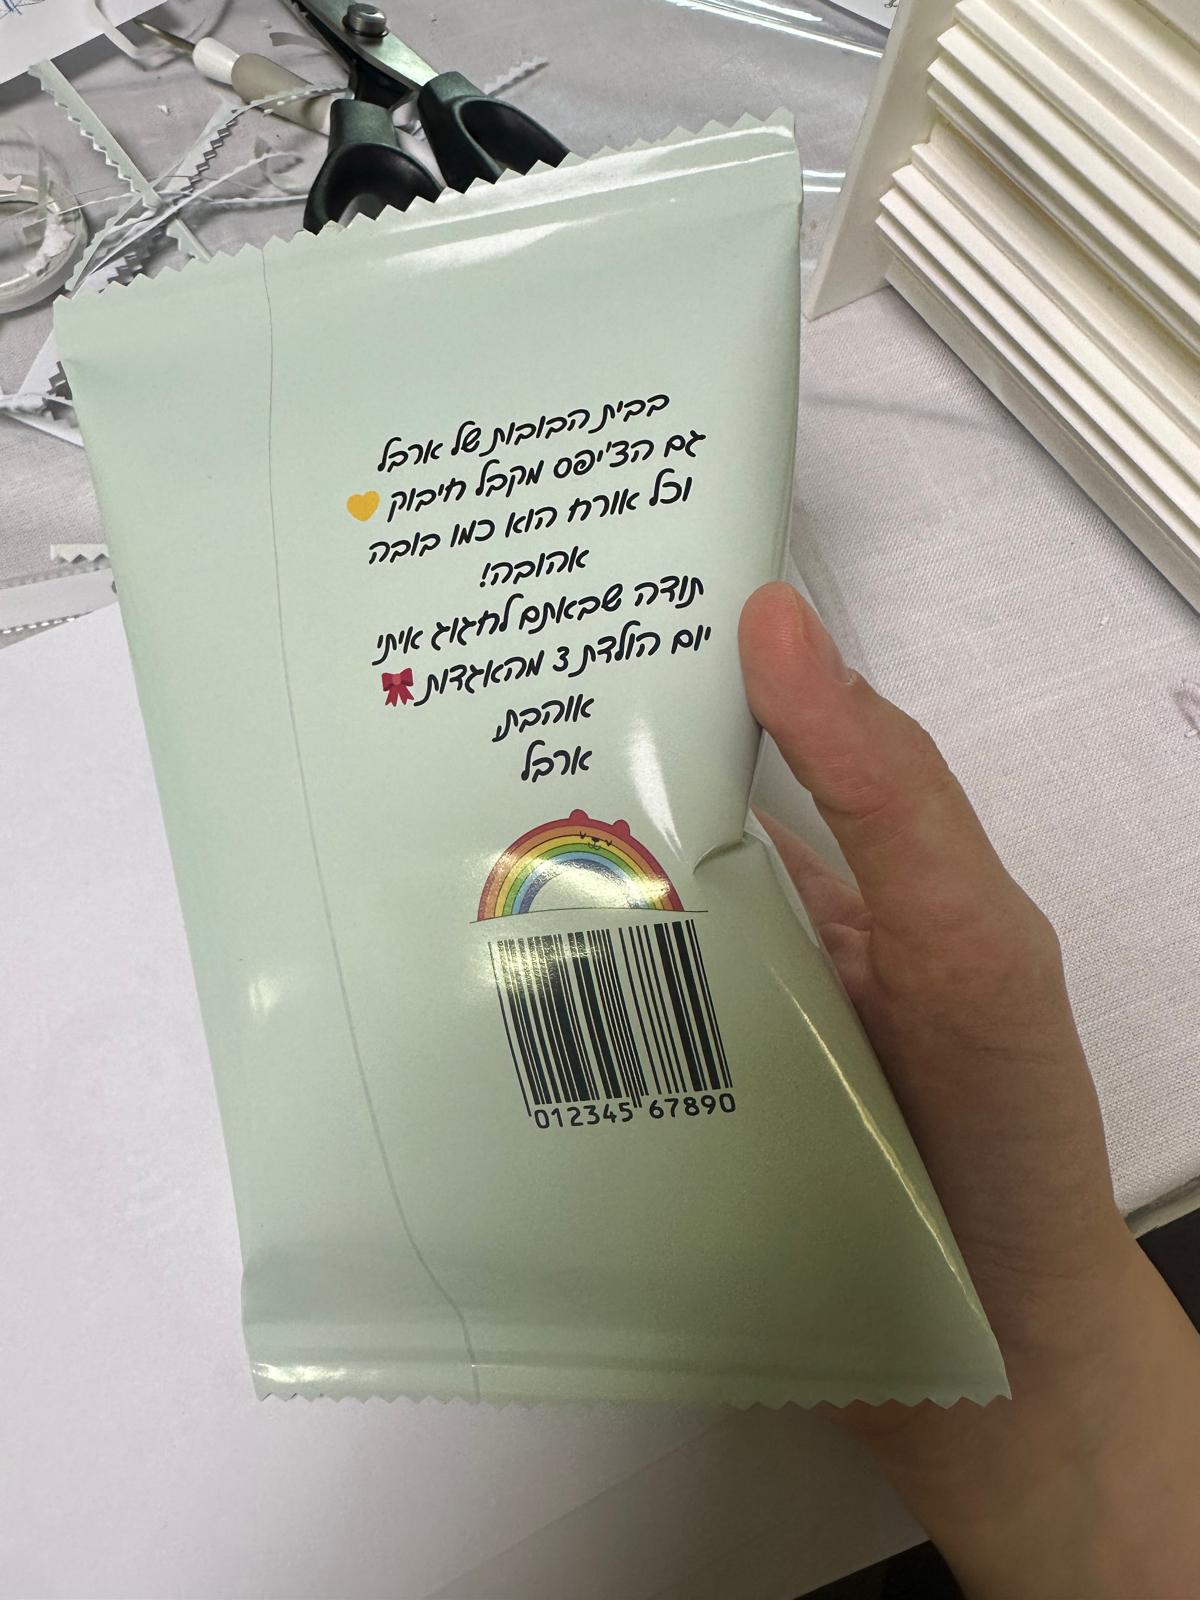 בבית הבובות של ארבל
גם הצ'יפס מקבל חיבוק 💛
וכל אורח הוא כמו בובה
אהובה!
תודה שבאתם לחגוג איתי
יום הולדת 3 מהאגדות 🎀
אוהבת,
ארבל
012345 67890